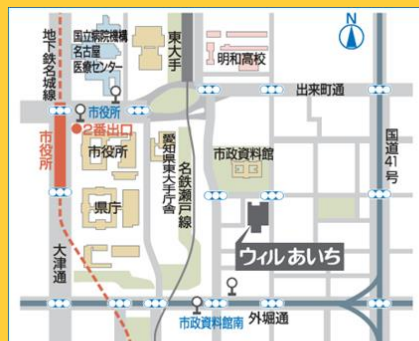 N
地下鉄名城線
国立病院機構
名古屋
医療センター
東大手
明和高校
出来町通
市役所
2番出口
市役所
市役所
愛知県東大手庁舎
名鉄瀬戸線
市政資料館
国道41号
県庁
ウィルあいち
大津通
市政資料館南
外堀通